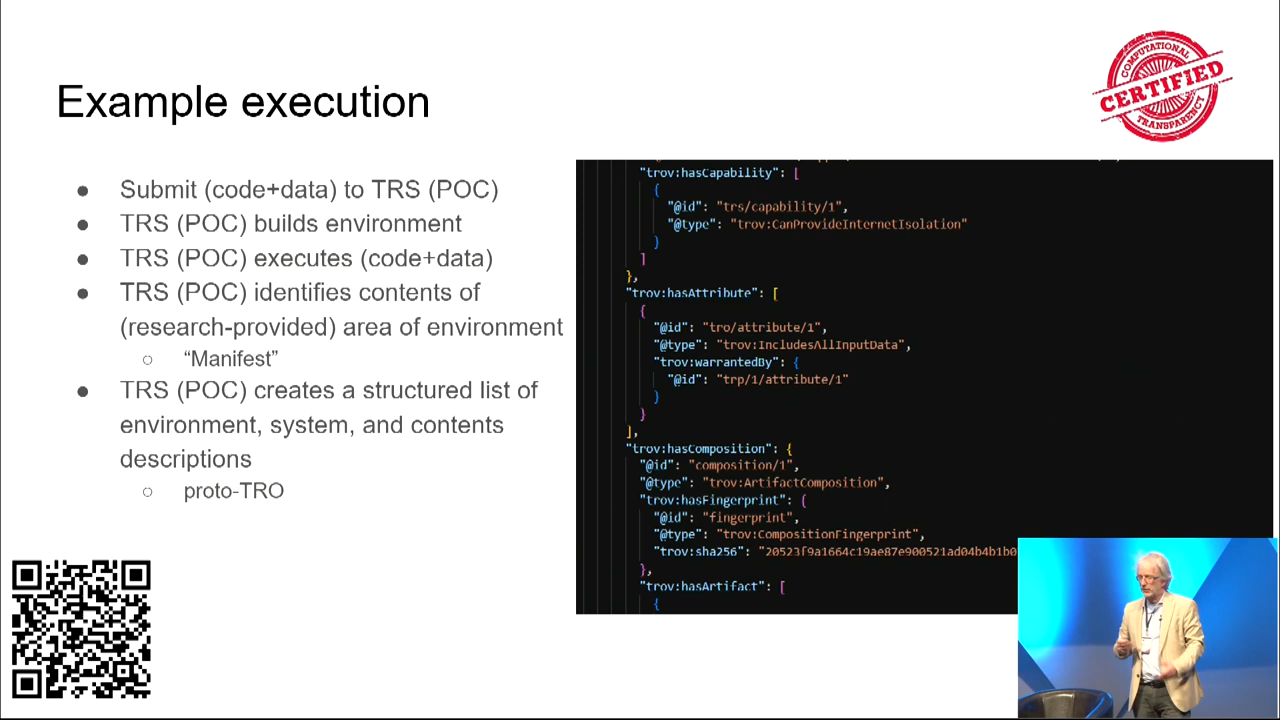 COMPUTATIONAL
CERTIFIED
TRANSPARENCY
Example execution
● Submit (code+data) to TRS (POC)
● TRS (POC) builds environment
● TRS (POC) executes (code+data)
● TRS (POC) identifies contents of
(research-provided) area of environment
○ “Manifest”
● TRS (POC) creates a structured list of
environment, system, and contents
descriptions
○ proto-TRO
"trov:hasCapability": [
{
"@id": "trs/capability/1",
"@type": "trov:CanProvideInternetIsolation"
}
]
},
"trov:hasAttribute": [
{
"@id": "tro/attribute/1",
"@type": "trov:IncludesAllInputData",
"trov:warrantedBy": {
"@id": "trp/1/attribute/1"
}
}
],
"trov:hasComposition": {
"@id": "composition/1",
"@type": "trov:ArtifactComposition",
"trov:hasFingerprint": {
"@id": "fingerprint",
"@type": "trov:CompositionFingerprint",
"trov:sha256": "20523f9a1664c19ae87e900521ad04b4b1b0
},
"trov:hasArtifact": [
{